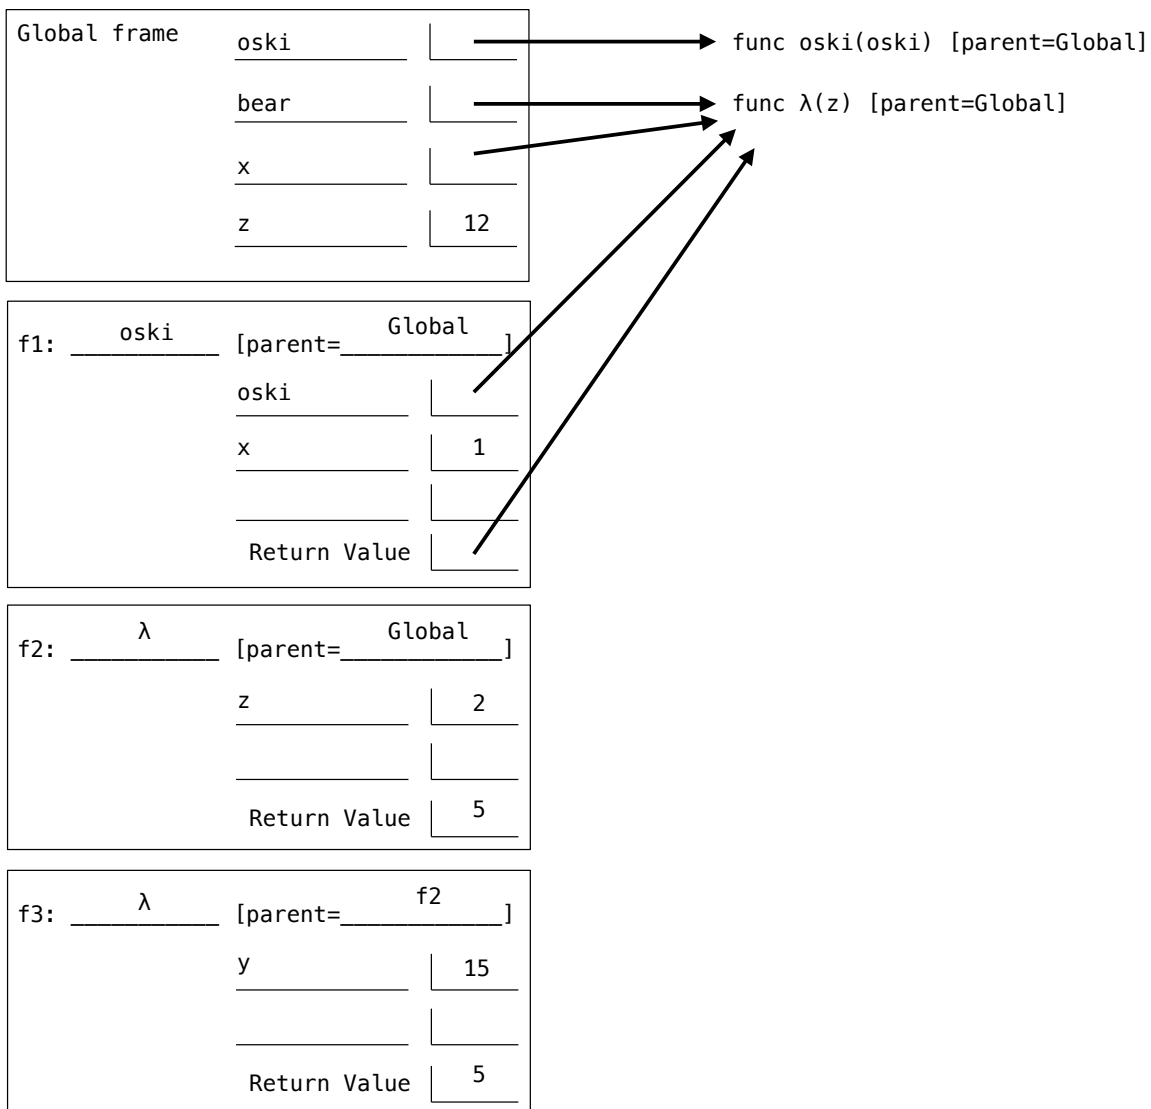 Global frame
oski
func oski(oski) [parent=Global]
bear
func λ(z) [parent=Global]
x
z 12
f1: oski [parent=Global]
oski
x 1
Return Value
f2: λ [parent=Global]
z 2
Return Value 5
f3: λ [parent=f2]
y 15
Return Value 5